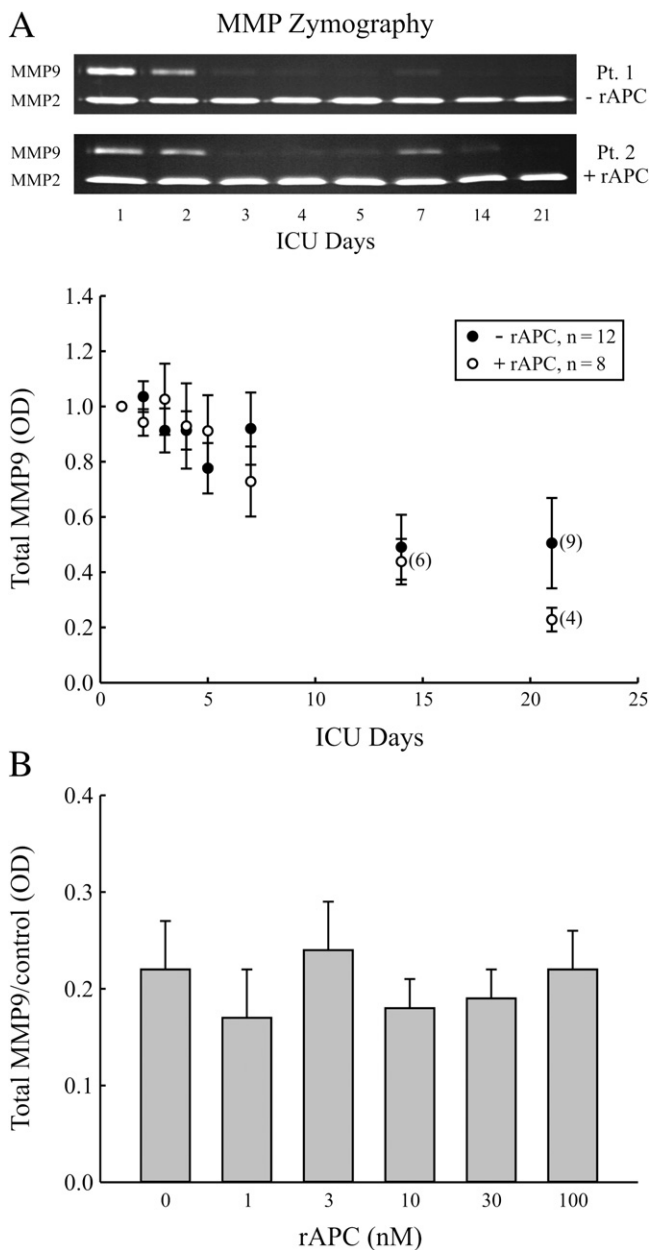 A
MMP Zymography
MMP9
MMP2
Pt. 1
- rAPC
MMP9
MMP2
Pt. 2
+ rAPC
1 2 3 4 5 7 14 21
ICU Days
Total MMP9 (OD)
1.4
1.2
1.0
0.8
0.6
0.4
0.2
0.0
- rAPC, n = 12
+ rAPC, n = 8
(6)
(9)
(4)
0 5 10 15 20 25
ICU Days
B
Total MMP9/control (OD)
0.4
0.3
0.2
0.1
0.0
0 1 3 10 30 100
rAPC (nM)